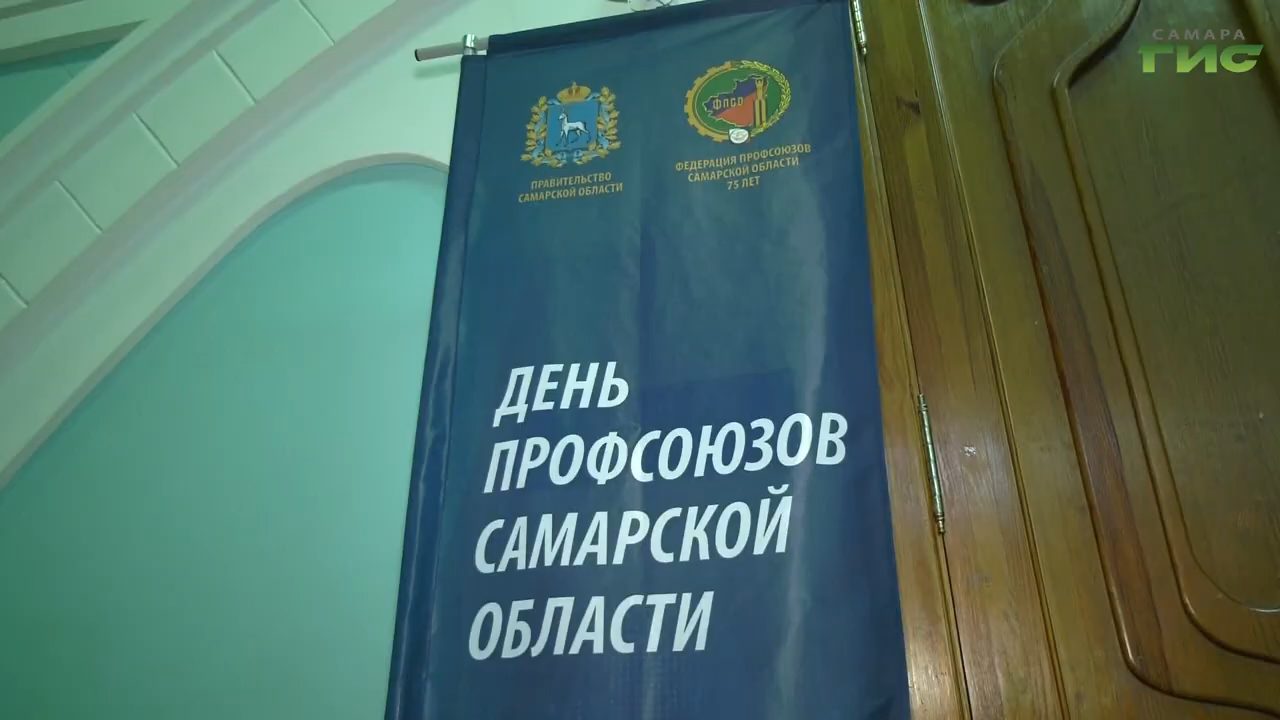 САМАРА
ГИС
ФПСО
ПРАВИТЕЛЬСТВО
САМАРСКОЙ ОБЛАСТИ
ФЕДЕРАЦИЯ ПРОФСОЮЗОВ
САМАРСКОЙ ОБЛАСТИ
75 ЛЕТ
ДЕНЬ
ПРОФСОЮЗОВ
САМАРСКОЙ
ОБЛАСТИ